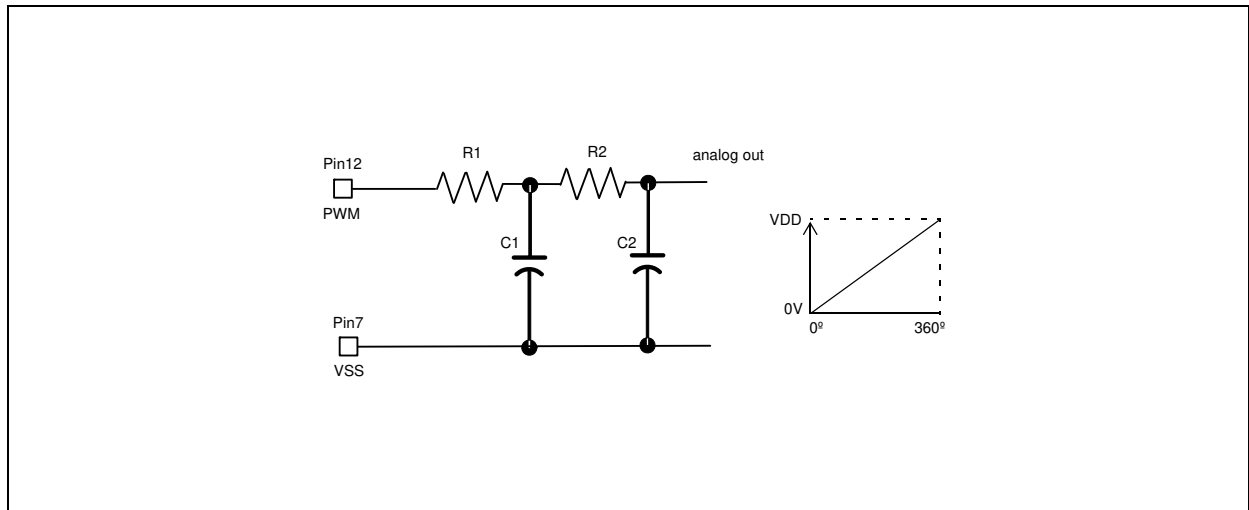 R1
R2
analog out
Pin12
PWM
C1
C2
Pin7
VSS
VDD
0V
0º
360º